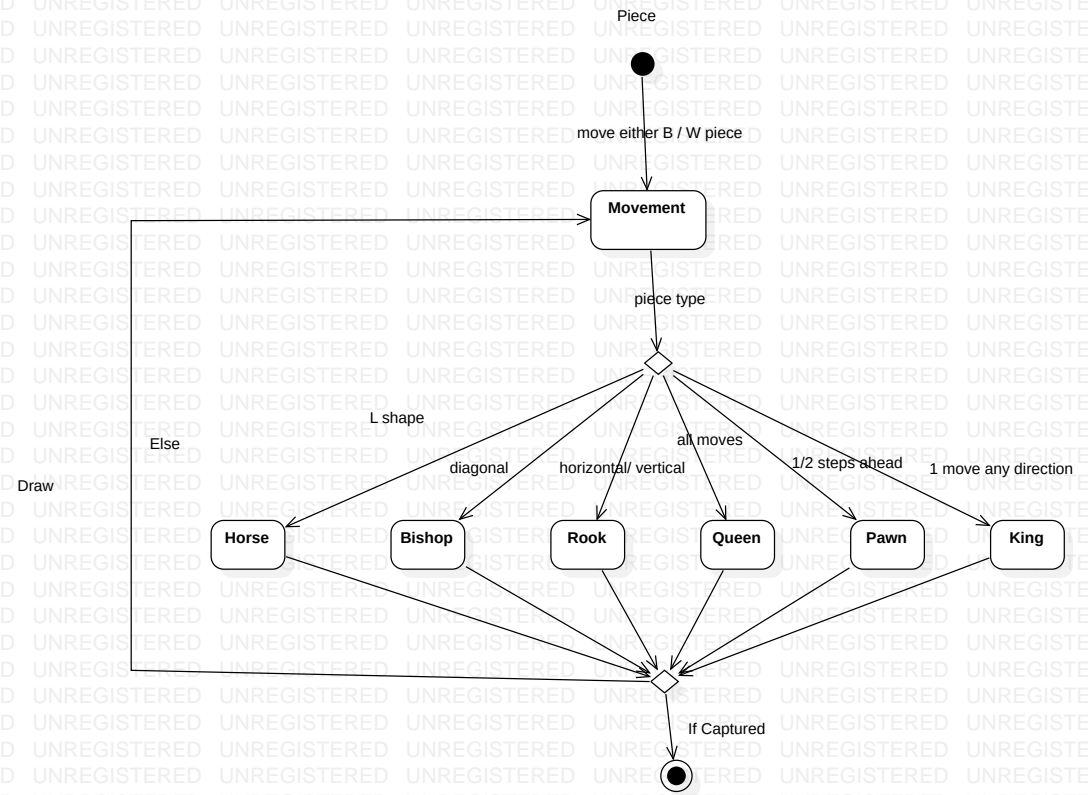 Piece
move either B / W piece
Movement
piece type
L shape
all moves
Else
diagonal
horizontal/ vertical
1/2 steps ahead
1 move any direction
Draw
Horse
Bishop
Rook
Queen
Pawn
King
If Captured
UNREGISTERED